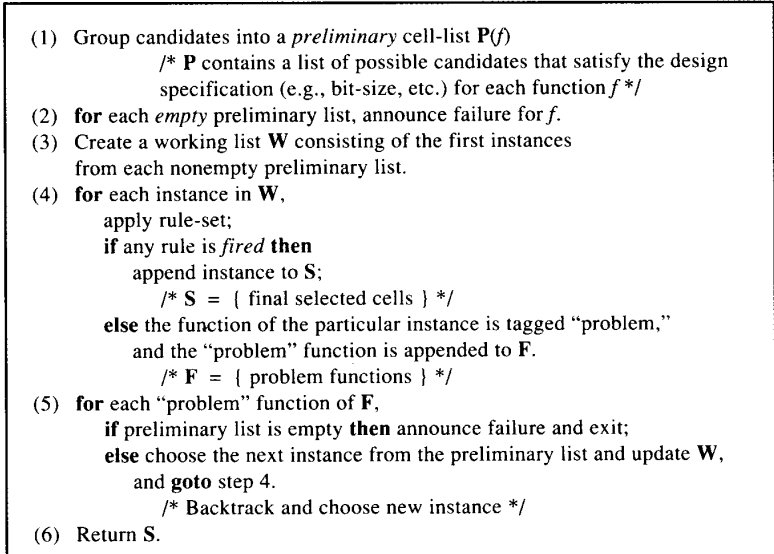 (1) Group candidates into a preliminary cell-list P(f)
/* P contains a list of possible candidates that satisfy the design
specification (e.g., bit-size, etc.) for each function f */
(2) for each empty preliminary list, announce failure for f.
(3) Create a working list W consisting of the first instances
from each nonempty preliminary list.
(4) for each instance in W,
apply rule-set;
if any rule is fired then
append instance to S;
/* S = { final selected cells } */
else the function of the particular instance is tagged “problem,”
and the “problem” function is appended to F.
/* F = { problem functions } */
(5) for each “problem” function of F,
if preliminary list is empty then announce failure and exit;
else choose the next instance from the preliminary list and update W,
and goto step 4.
/* Backtrack and choose new instance */
(6) Return S.